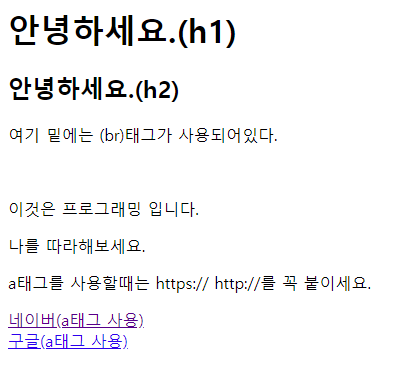 안녕하세요.(h1)
안녕하세요.(h2)
여기 밑에는 (br)태그가 사용되어있다.
이것은 프로그래밍 입니다.
나를 따라해보세요.
a태그를 사용할때는 https:// http://를 꼭 붙이세요.
네이버(a태그 사용)
구글(a태그 사용)